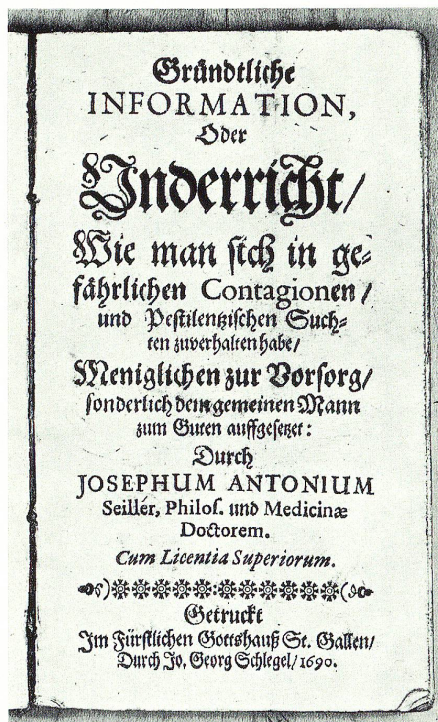 Gründtliche
INFORMATION,
Oder
Underricht/
Wie man sich in ge-
fährlichen Contagionen/
und Pestilentzischen Such-
ten zuverhalten habe/
Meniglichen zur Vorsorg/
sonderlich dem gemeinen Mann
zum Guten auffgesetzet:
Durch
JOSEPHUM ANTONIUM
Seiller, Philos. und Medicinæ
Doctorem.
Cum Licentia Superiorum.
Getruckt
Im Fürstlichen Gottshauß St. Gallen/
Durch Jo, Georg Schlegel/1690.